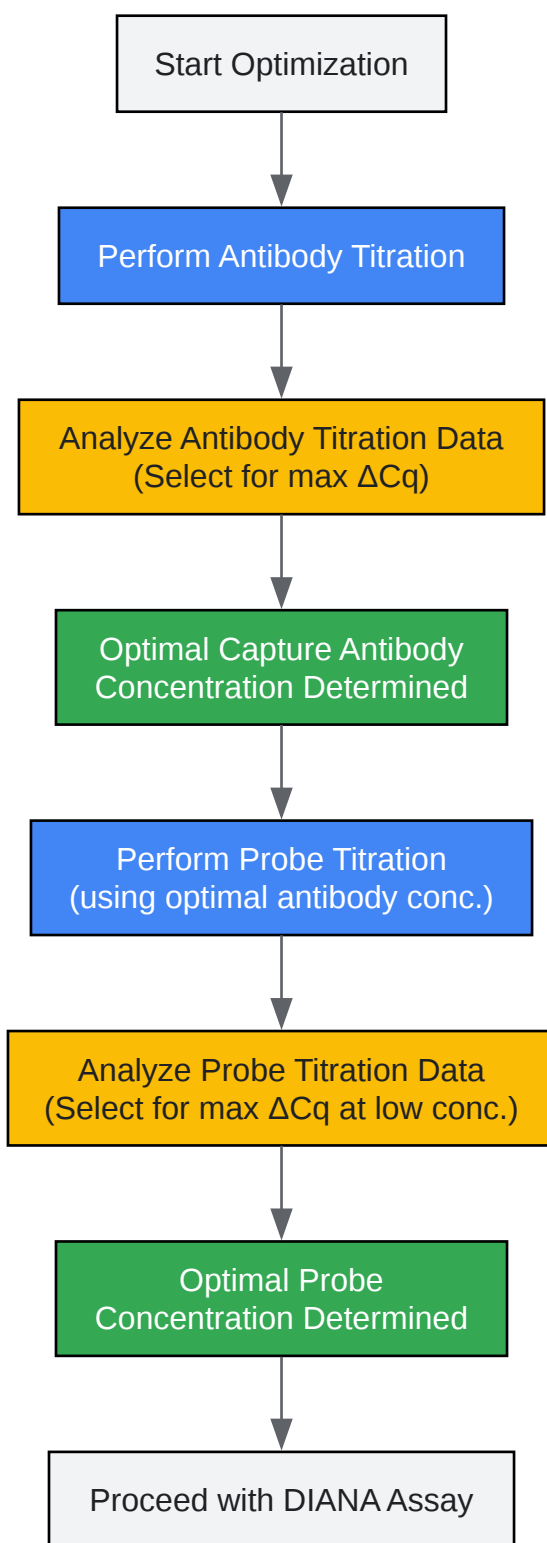 Start Optimization
Perform Antibody Titration
Analyze Antibody Titration Data
(Select for max ΔCq)
Optimal Capture Antibody
Concentration Determined
Perform Probe Titration
(using optimal antibody conc.)
Analyze Probe Titration Data
(Select for max ΔCq at low conc.)
Optimal Probe
Concentration Determined
Proceed with DIANA Assay